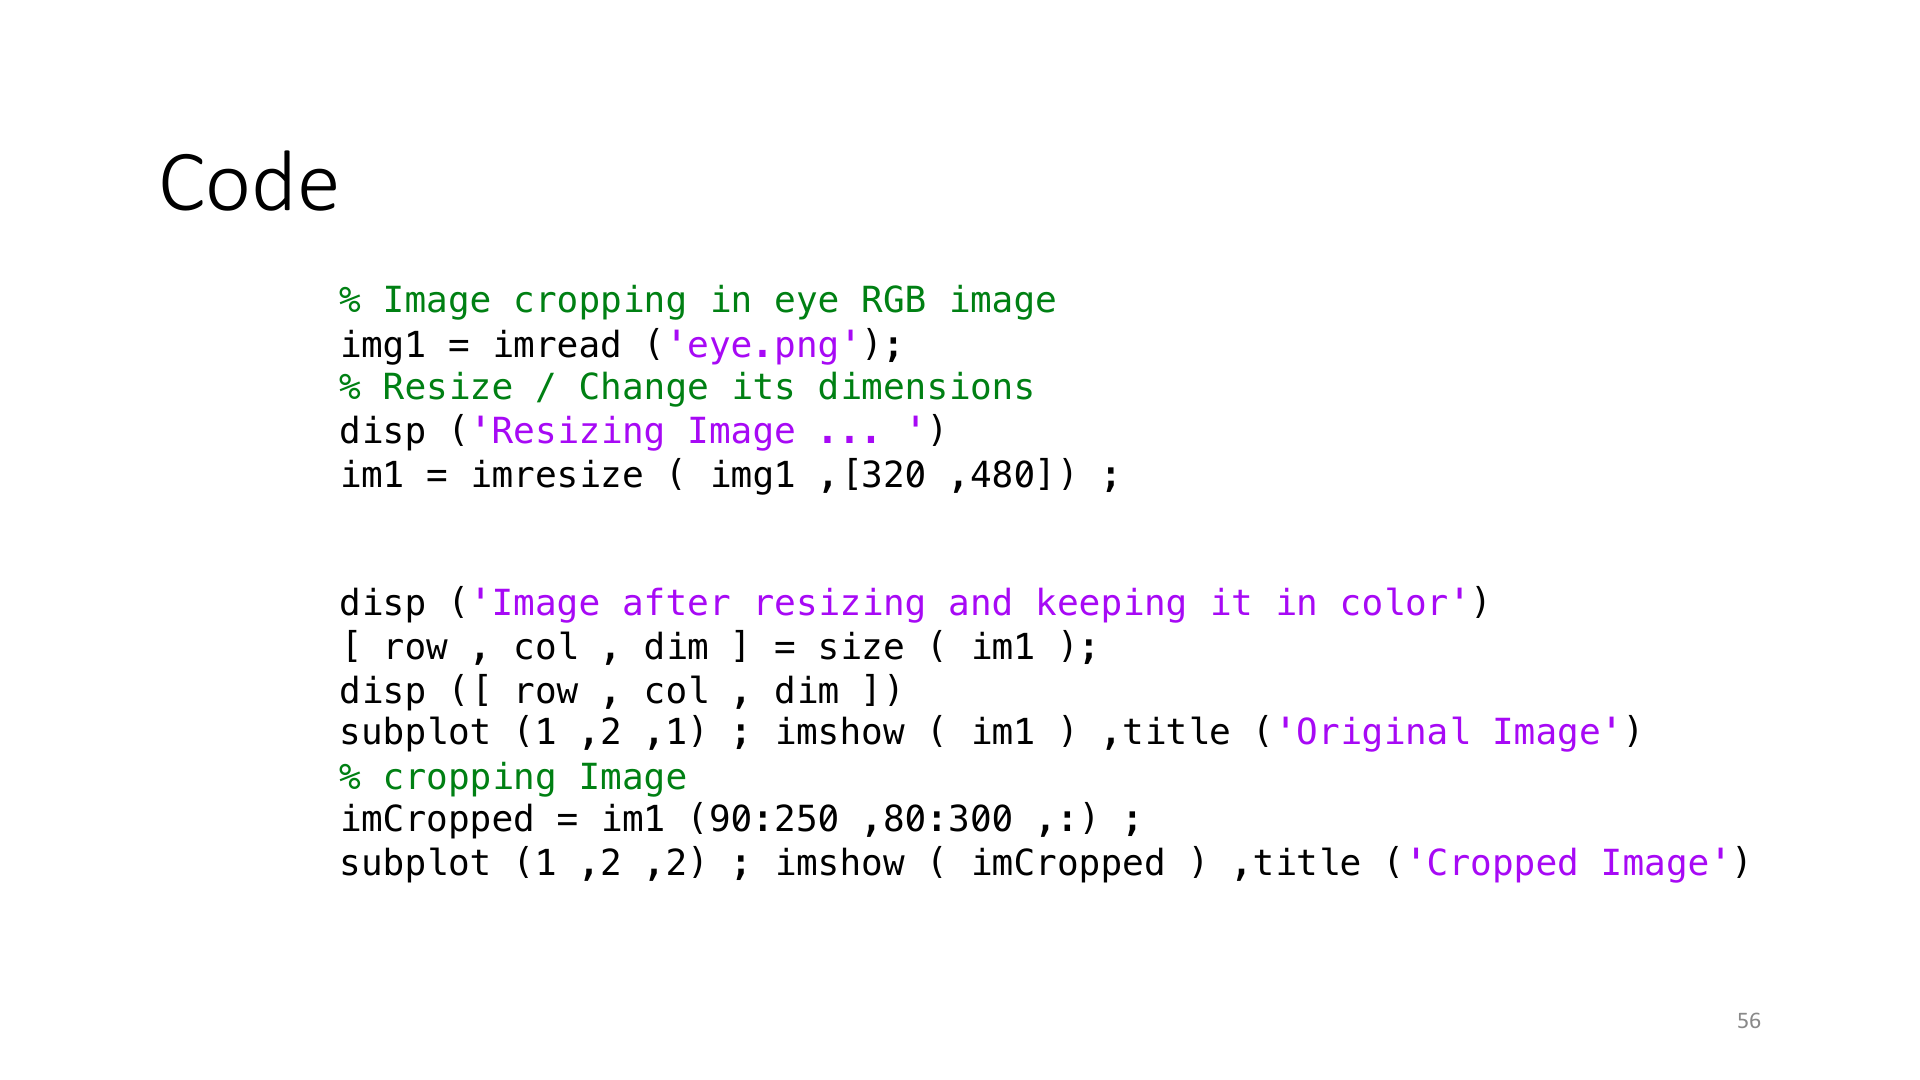 Code
% Image cropping in eye RGB image
img1 = imread ('eye.png');
% Resize / Change its dimensions
disp ('Resizing Image ... ')
im1 = imresize ( img1 ,[320 ,480]) ;
disp ('Image after resizing and keeping it in color')
[ row , col , dim ] = size ( im1 );
disp ([ row , col , dim ])
subplot (1 ,2 ,1) ; imshow ( im1 ) ,title ('Original Image')
% cropping Image
imCropped = im1 (90:250 ,80:300 ,:) ;
subplot (1 ,2 ,2) ; imshow ( imCropped ) ,title ('Cropped Image')
56